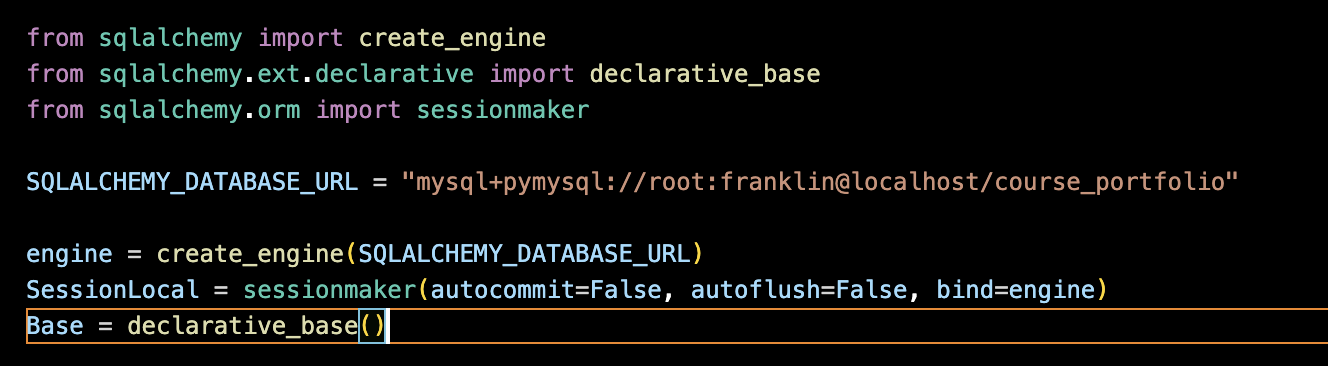 from sqlalchemy import create_engine
from sqlalchemy.ext.declarative import declarative_base
from sqlalchemy.orm import sessionmaker
SQLALCHEMY_DATABASE_URL = "mysql+pymysql://root:franklin@localhost/course_portfolio"
engine = create_engine(SQLALCHEMY_DATABASE_URL)
SessionLocal = sessionmaker(autocommit=False, autoflush=False, bind=engine)
Base = declarative_base()